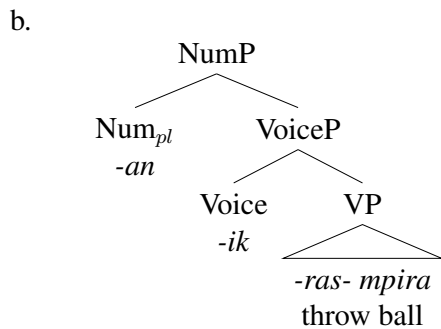 b.
NumP
Num_pl VoiceP
-an
Voice VP
-ik
-ras- mpira
throw ball